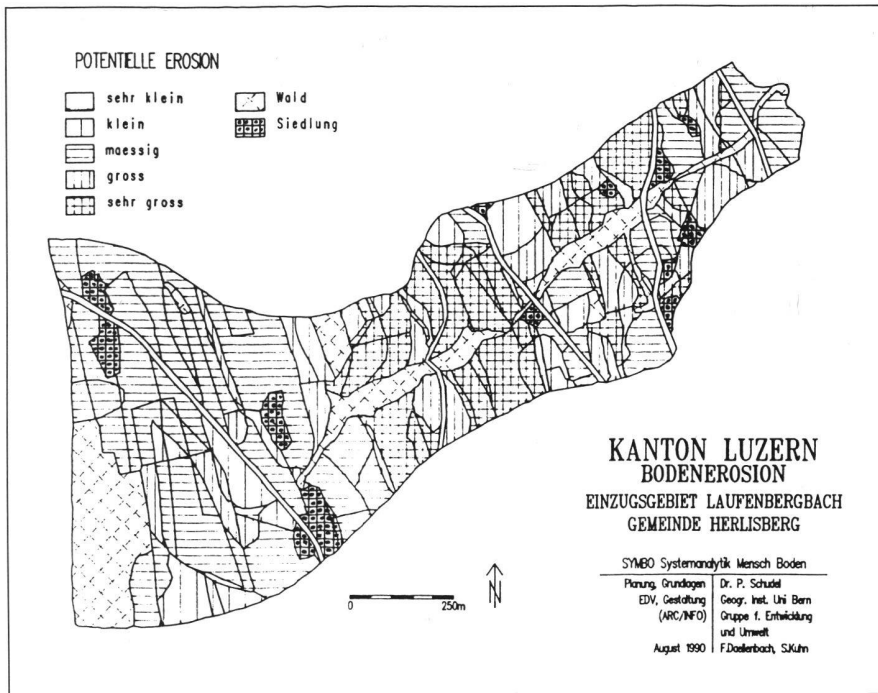 POTENTIELLE EROSION
sehr klein
klein
maessig
gross
sehr gross
Wald
Siedlung
KANTON LUZERN
BODENEROSION
EINZUGSGEBIET LAUFENBERGBACH
GEMEINDE HERLISBERG
SYMBO Systemanalytik Mensch Boden
Planung, Grundlagen Dr. P. Schudel
EDV, Gestaltung Geogr. Inst. Uni Bern
(ARC/INFO) Gruppe f. Entwicklung
und Umwelt
August 1990 F.Daellenbach, S.Kuhn
0 250m
N